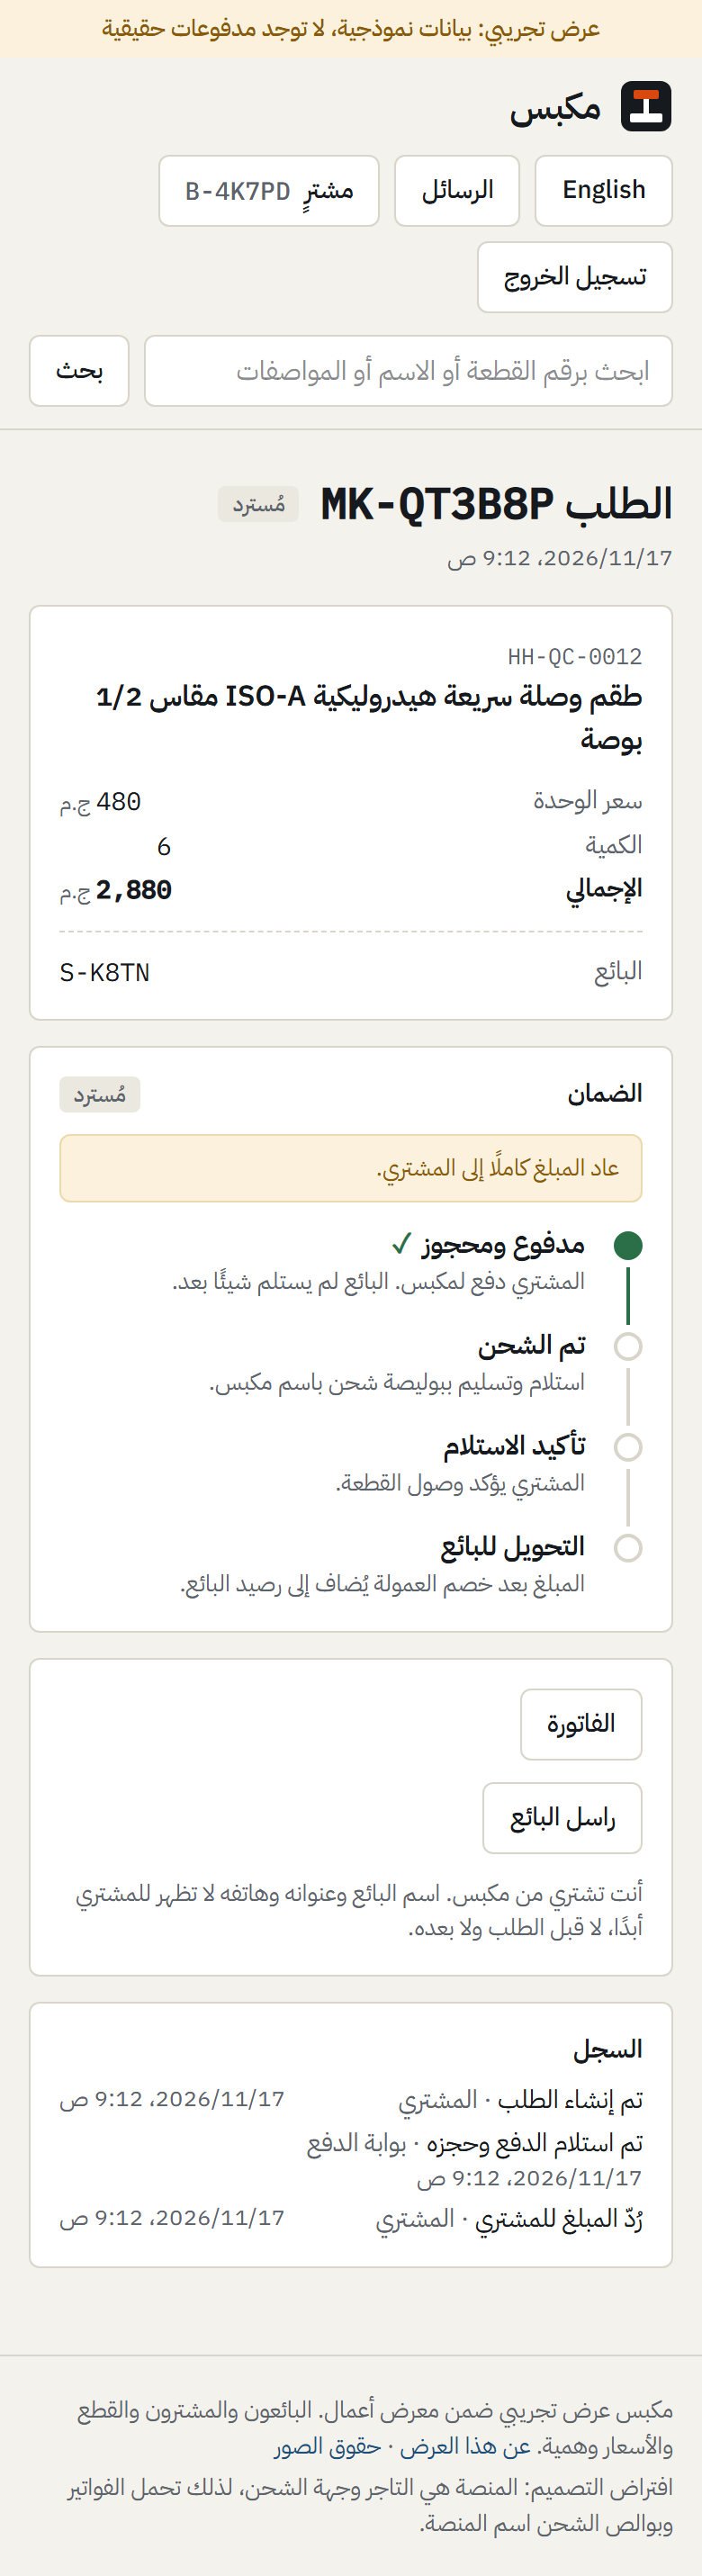 عرض تجريبي: بيانات نموذجية، لا توجد مدفوعات حقيقية
مكبس
English
الرسائل
مشترٍ B-4K7PD
تسجيل الخروج
ابحث برقم القطعة أو الاسم أو المواصفات
بحث
الطلب MK-QT3B8P
مُسترد
2026/11/17، 9:12 ص
HH-QC-0012
طقم وصلة سريعة هيدروليكية ISO-A مقاس 1/2
بوصة
سعر الوحدة 480 ج.م
الكمية 6
الإجمالي 2,880 ج.م
البائع S-K8TN
الضمان مُسترد
عاد المبلغ كاملًا إلى المشتري.
مدفوع ومحجوز ✓
المشتري دفع لمكبس. البائع لم يستلم شيئًا بعد.
تم الشحن
استلام وتسليم ببوليصة شحن باسم مكبس.
تأكيد الاستلام
المشتري يؤكد وصول القطعة.
التحويل للبائع
المبلغ بعد خصم العمولة يُضاف إلى رصيد البائع.
الفاتورة
راسل البائع
أنت تشتري من مكبس. اسم البائع وعنوانه وهاتفه لا تظهر للمشتري
أبدًا، لا قبل الطلب ولا بعده.
السجل
تم إنشاء الطلب · المشتري 2026/11/17، 9:12 ص
تم استلام الدفع وحجزه · بوابة الدفع
2026/11/17، 9:12 ص
رُدّ المبلغ للمشتري · المشتري 2026/11/17، 9:12 ص
مكبس عرض تجريبي ضمن معرض أعمال. البائعون والمشترون والقطع
والأسعار وهمية. عن هذا العرض · حقوق الصور
افتراض التصميم: المنصة هي التاجر وجهة الشحن، لذلك تحمل الفواتير
وبوالص الشحن اسم المنصة.